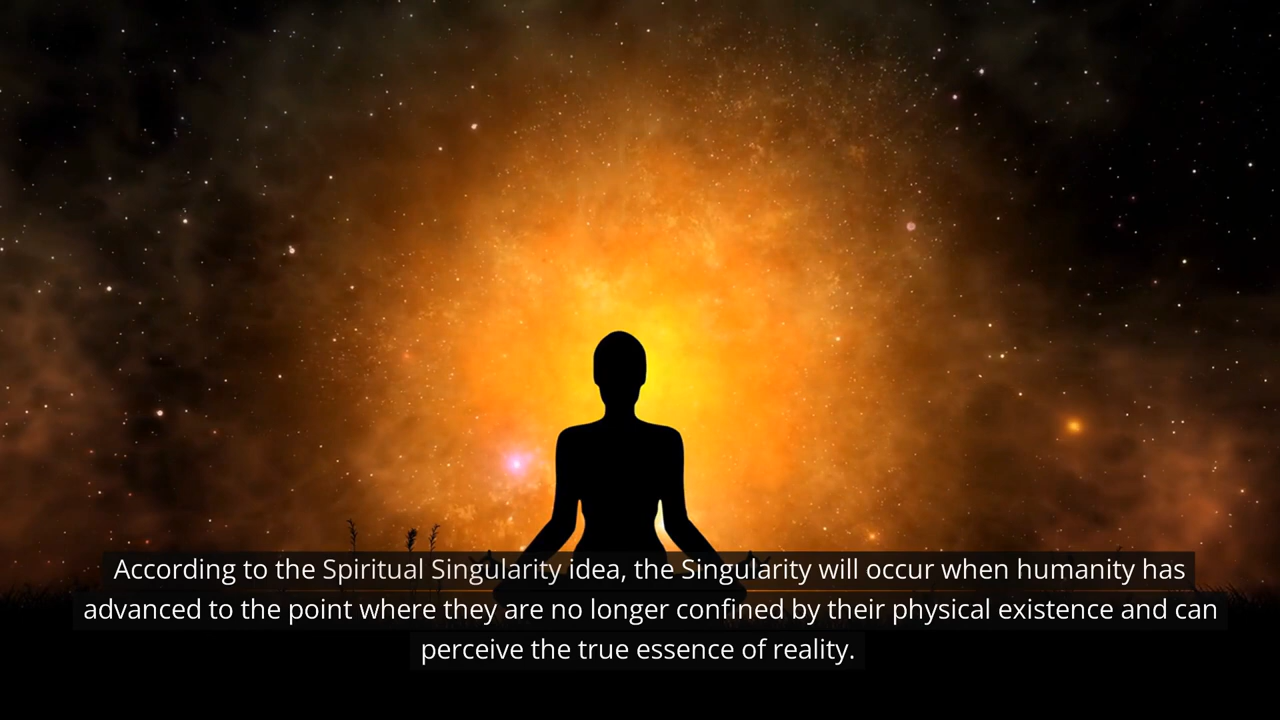 According to the Spiritual Singularity idea, the Singularity will occur when humanity has
advanced to the point where they are no longer confined by their physical existence and can
perceive the true essence of reality.